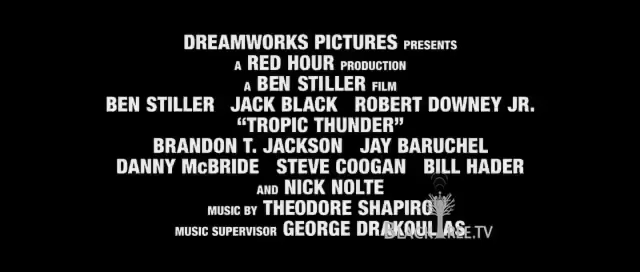 DREAMWORKS PICTURES PRESENTS
A RED HOUR PRODUCTION
A BEN STILLER FILM
BEN STILLER JACK BLACK ROBERT DOWNEY JR.
“TROPIC THUNDER”
BRANDON T. JACKSON JAY BARUCHEL
DANNY McBRIDE STEVE COOGAN BILL HADER
AND NICK NOLTE
MUSIC BY THEODORE SHAPIRO
MUSIC SUPERVISOR GEORGE DRAKOULIAS
BLACKTREE.TV